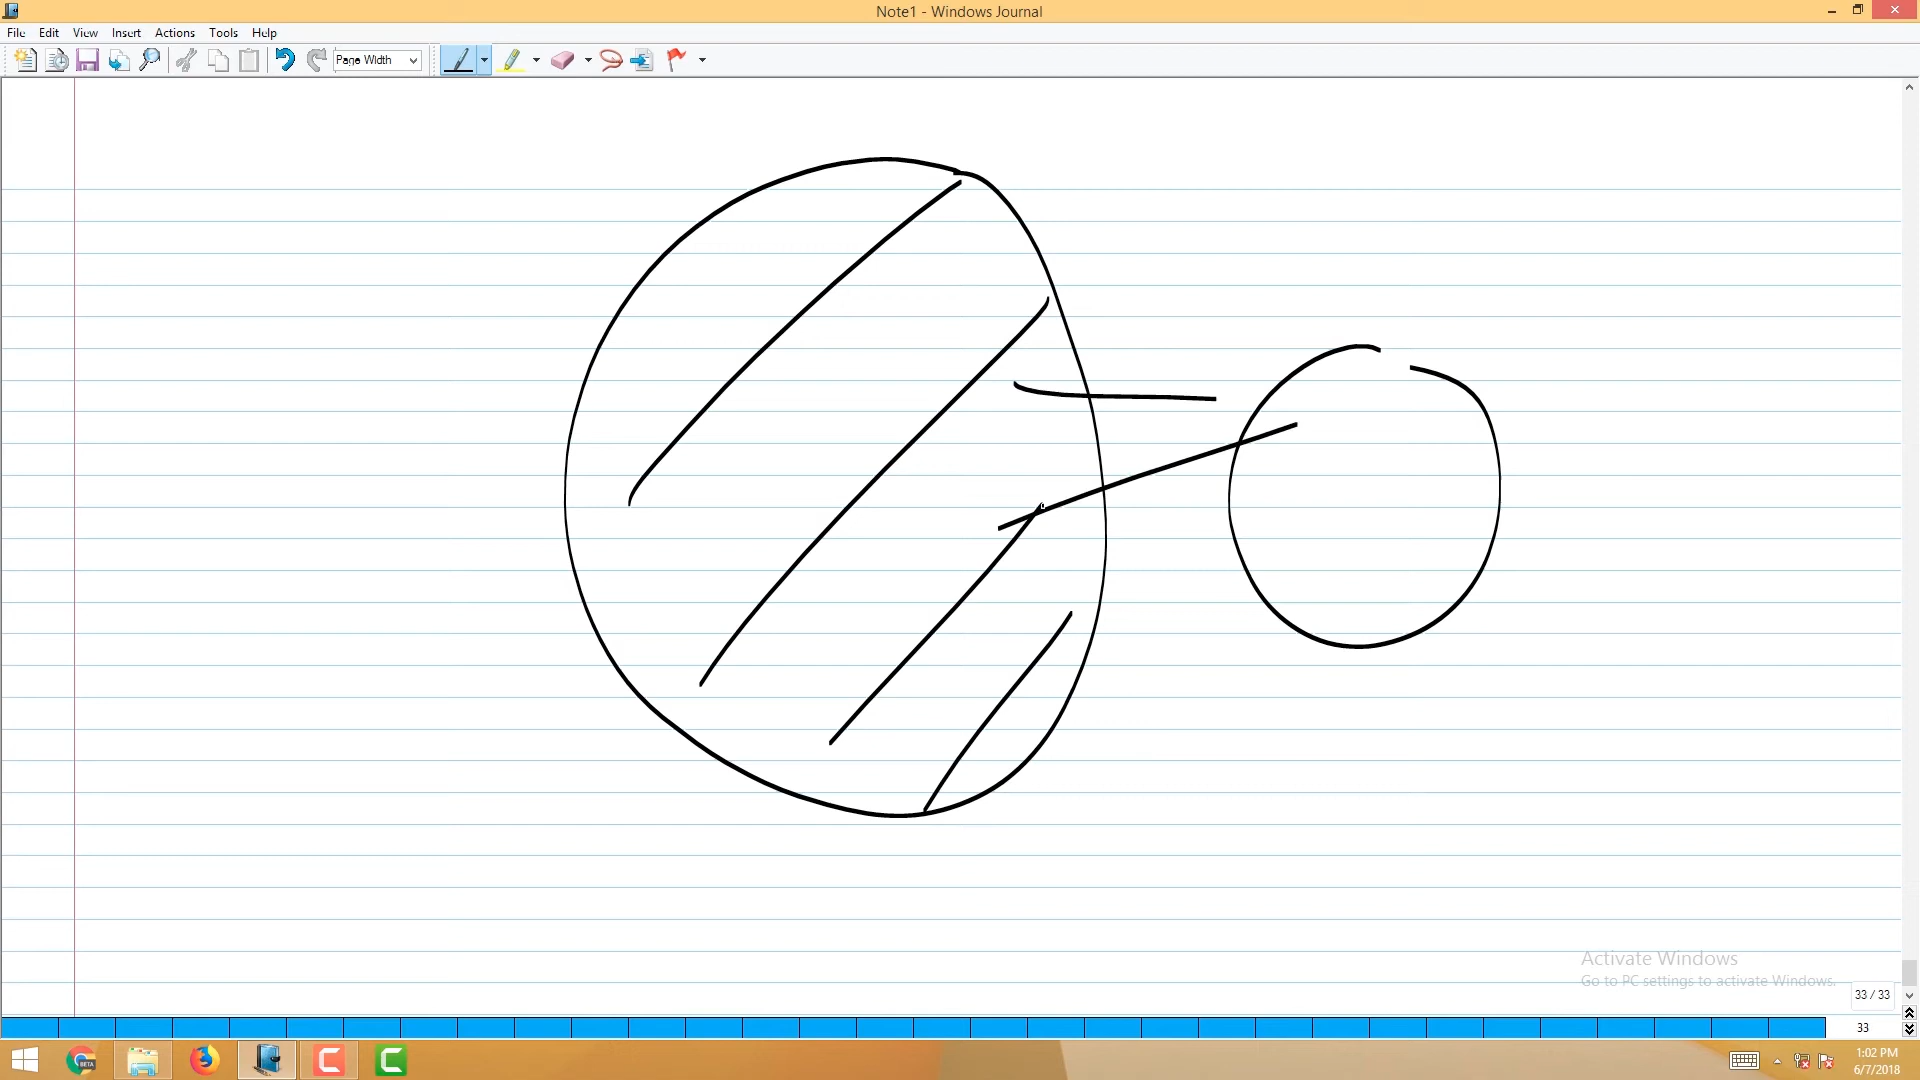 Note1 - Windows Journal
File Edit View Insert Actions Tools Help
Page Width
Activate Windows
Go to PC settings to activate Windows.
33 / 33
33
BETA
1:02 PM
6/7/2018